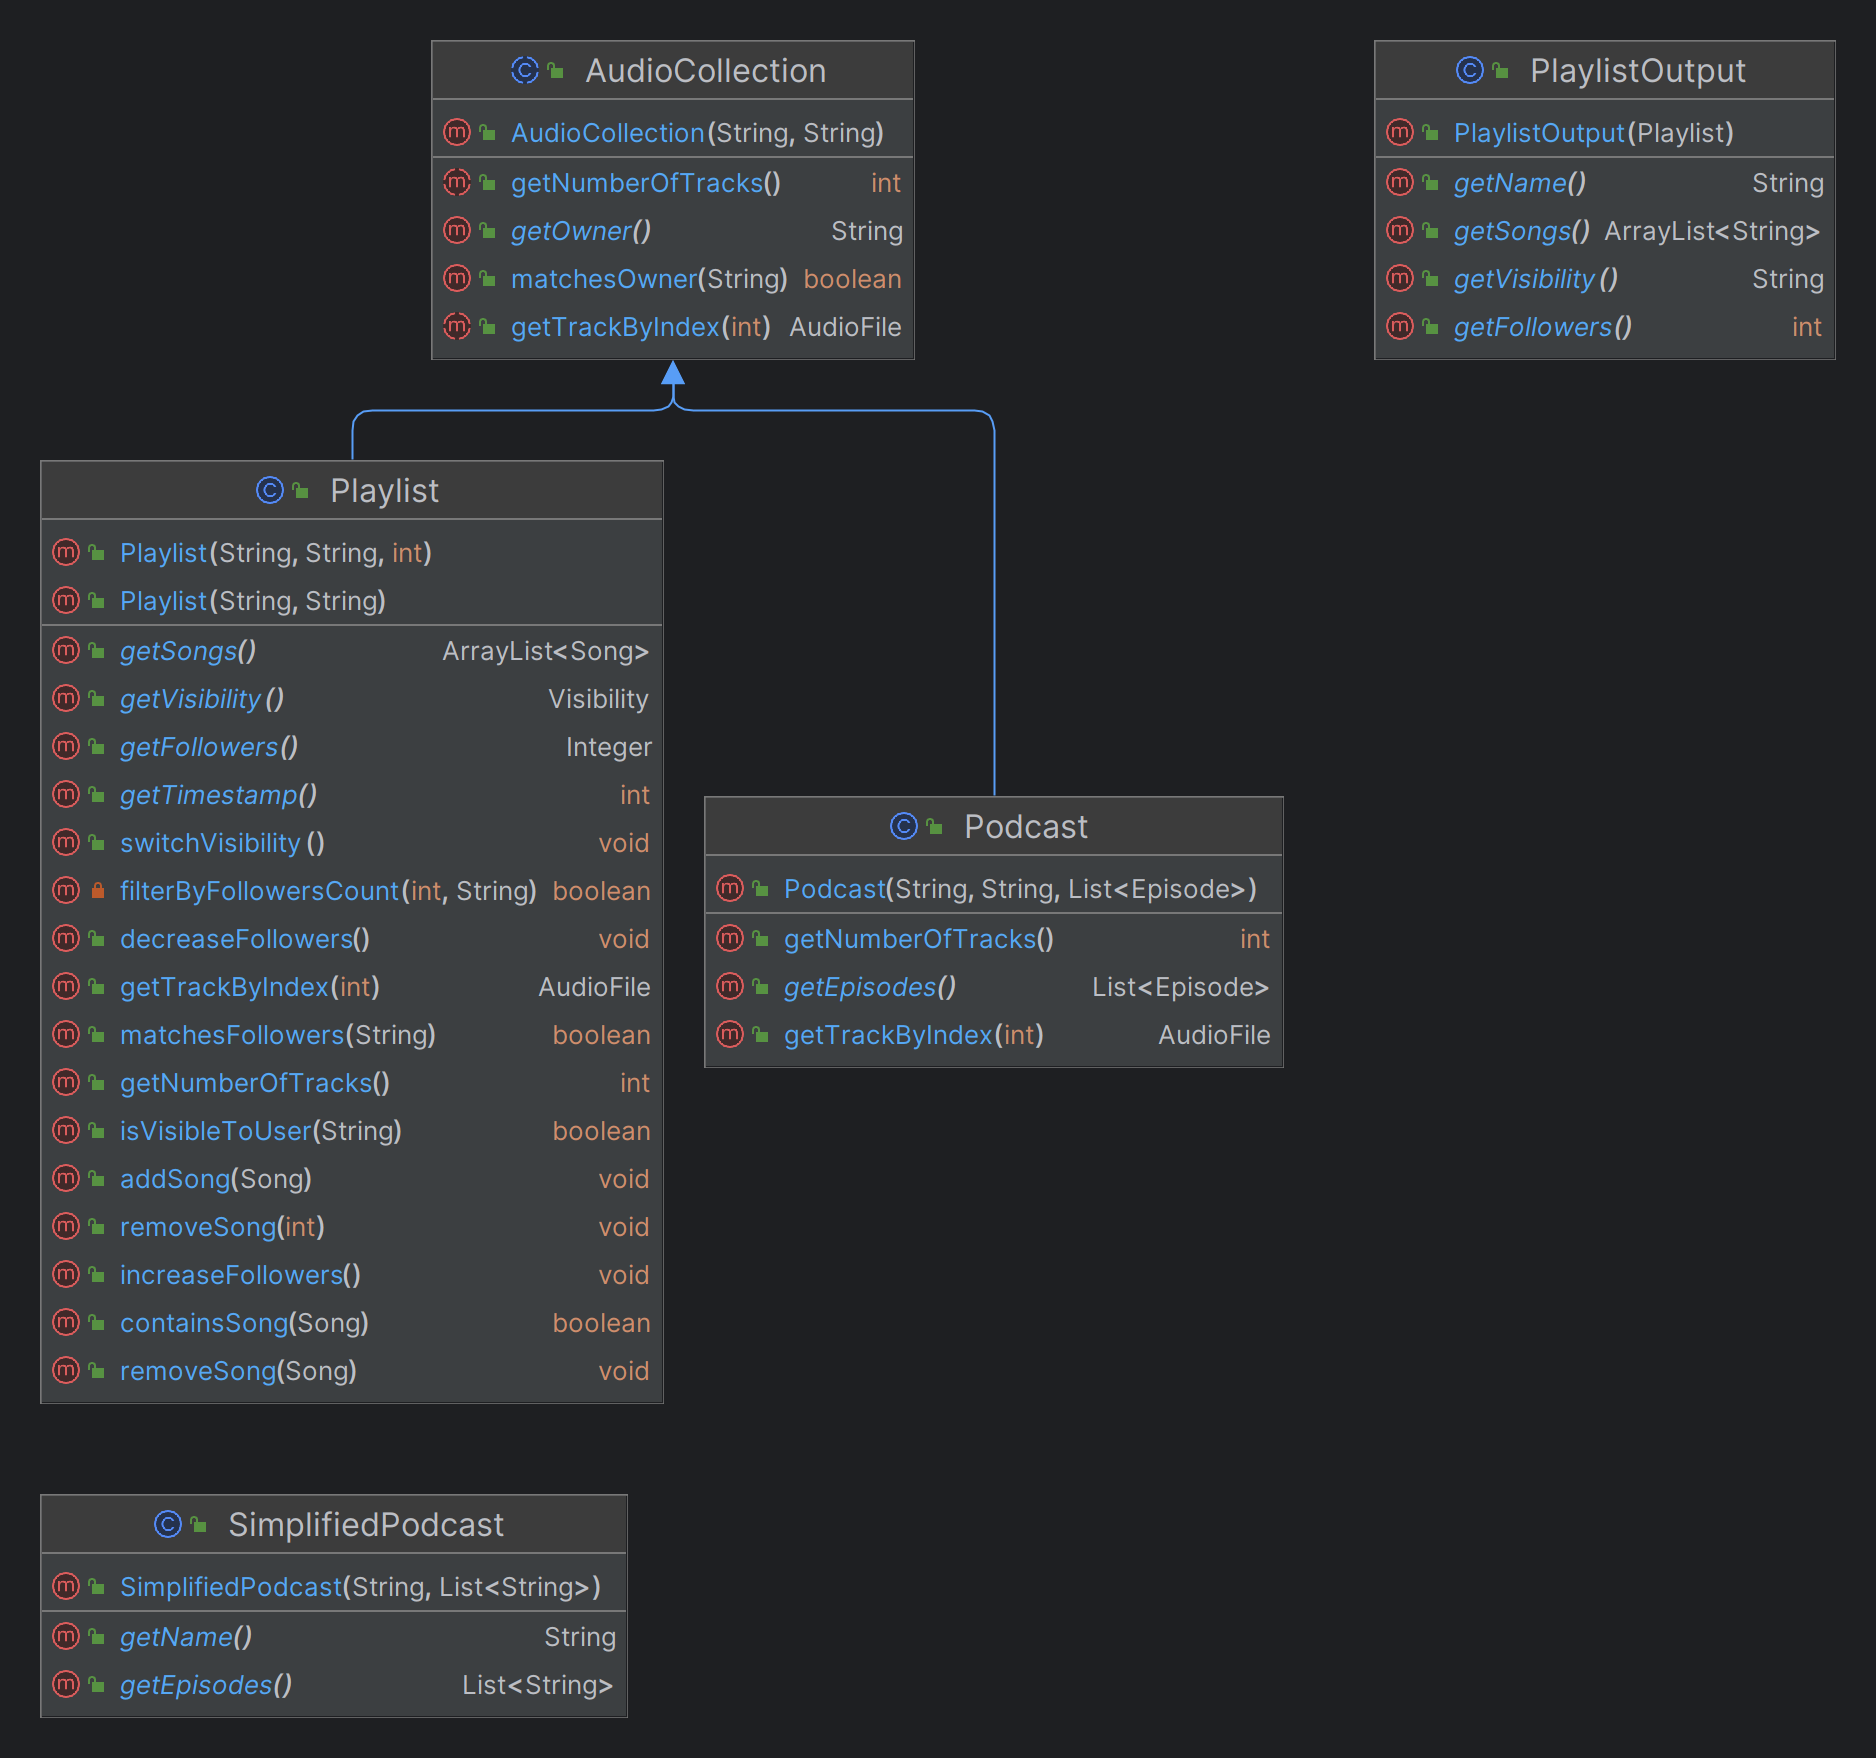 AudioCollection
AudioCollection(String, String)
getNumberOfTracks() int
getOwner() String
matchesOwner(String) boolean
getTrackByIndex(int) AudioFile
PlaylistOutput
PlaylistOutput(Playlist)
getName() String
getSongs() ArrayList<String>
getVisibility() String
getFollowers() int
Playlist
Playlist(String, String, int)
Playlist(String, String)
getSongs() ArrayList<Song>
getVisibility() Visibility
getFollowers() Integer
getTimestamp() int
switchVisibility() void
filterByFollowersCount(int, String) boolean
decreaseFollowers() void
getTrackByIndex(int) AudioFile
matchesFollowers(String) boolean
getNumberOfTracks() int
isVisibleToUser(String) boolean
addSong(Song) void
removeSong(int) void
increaseFollowers() void
containsSong(Song) boolean
removeSong(Song) void
Podcast
Podcast(String, String, List<Episode>)
getNumberOfTracks() int
getEpisodes() List<Episode>
getTrackByIndex(int) AudioFile
SimplifiedPodcast
SimplifiedPodcast(String, List<String>)
getName() String
getEpisodes() List<String>